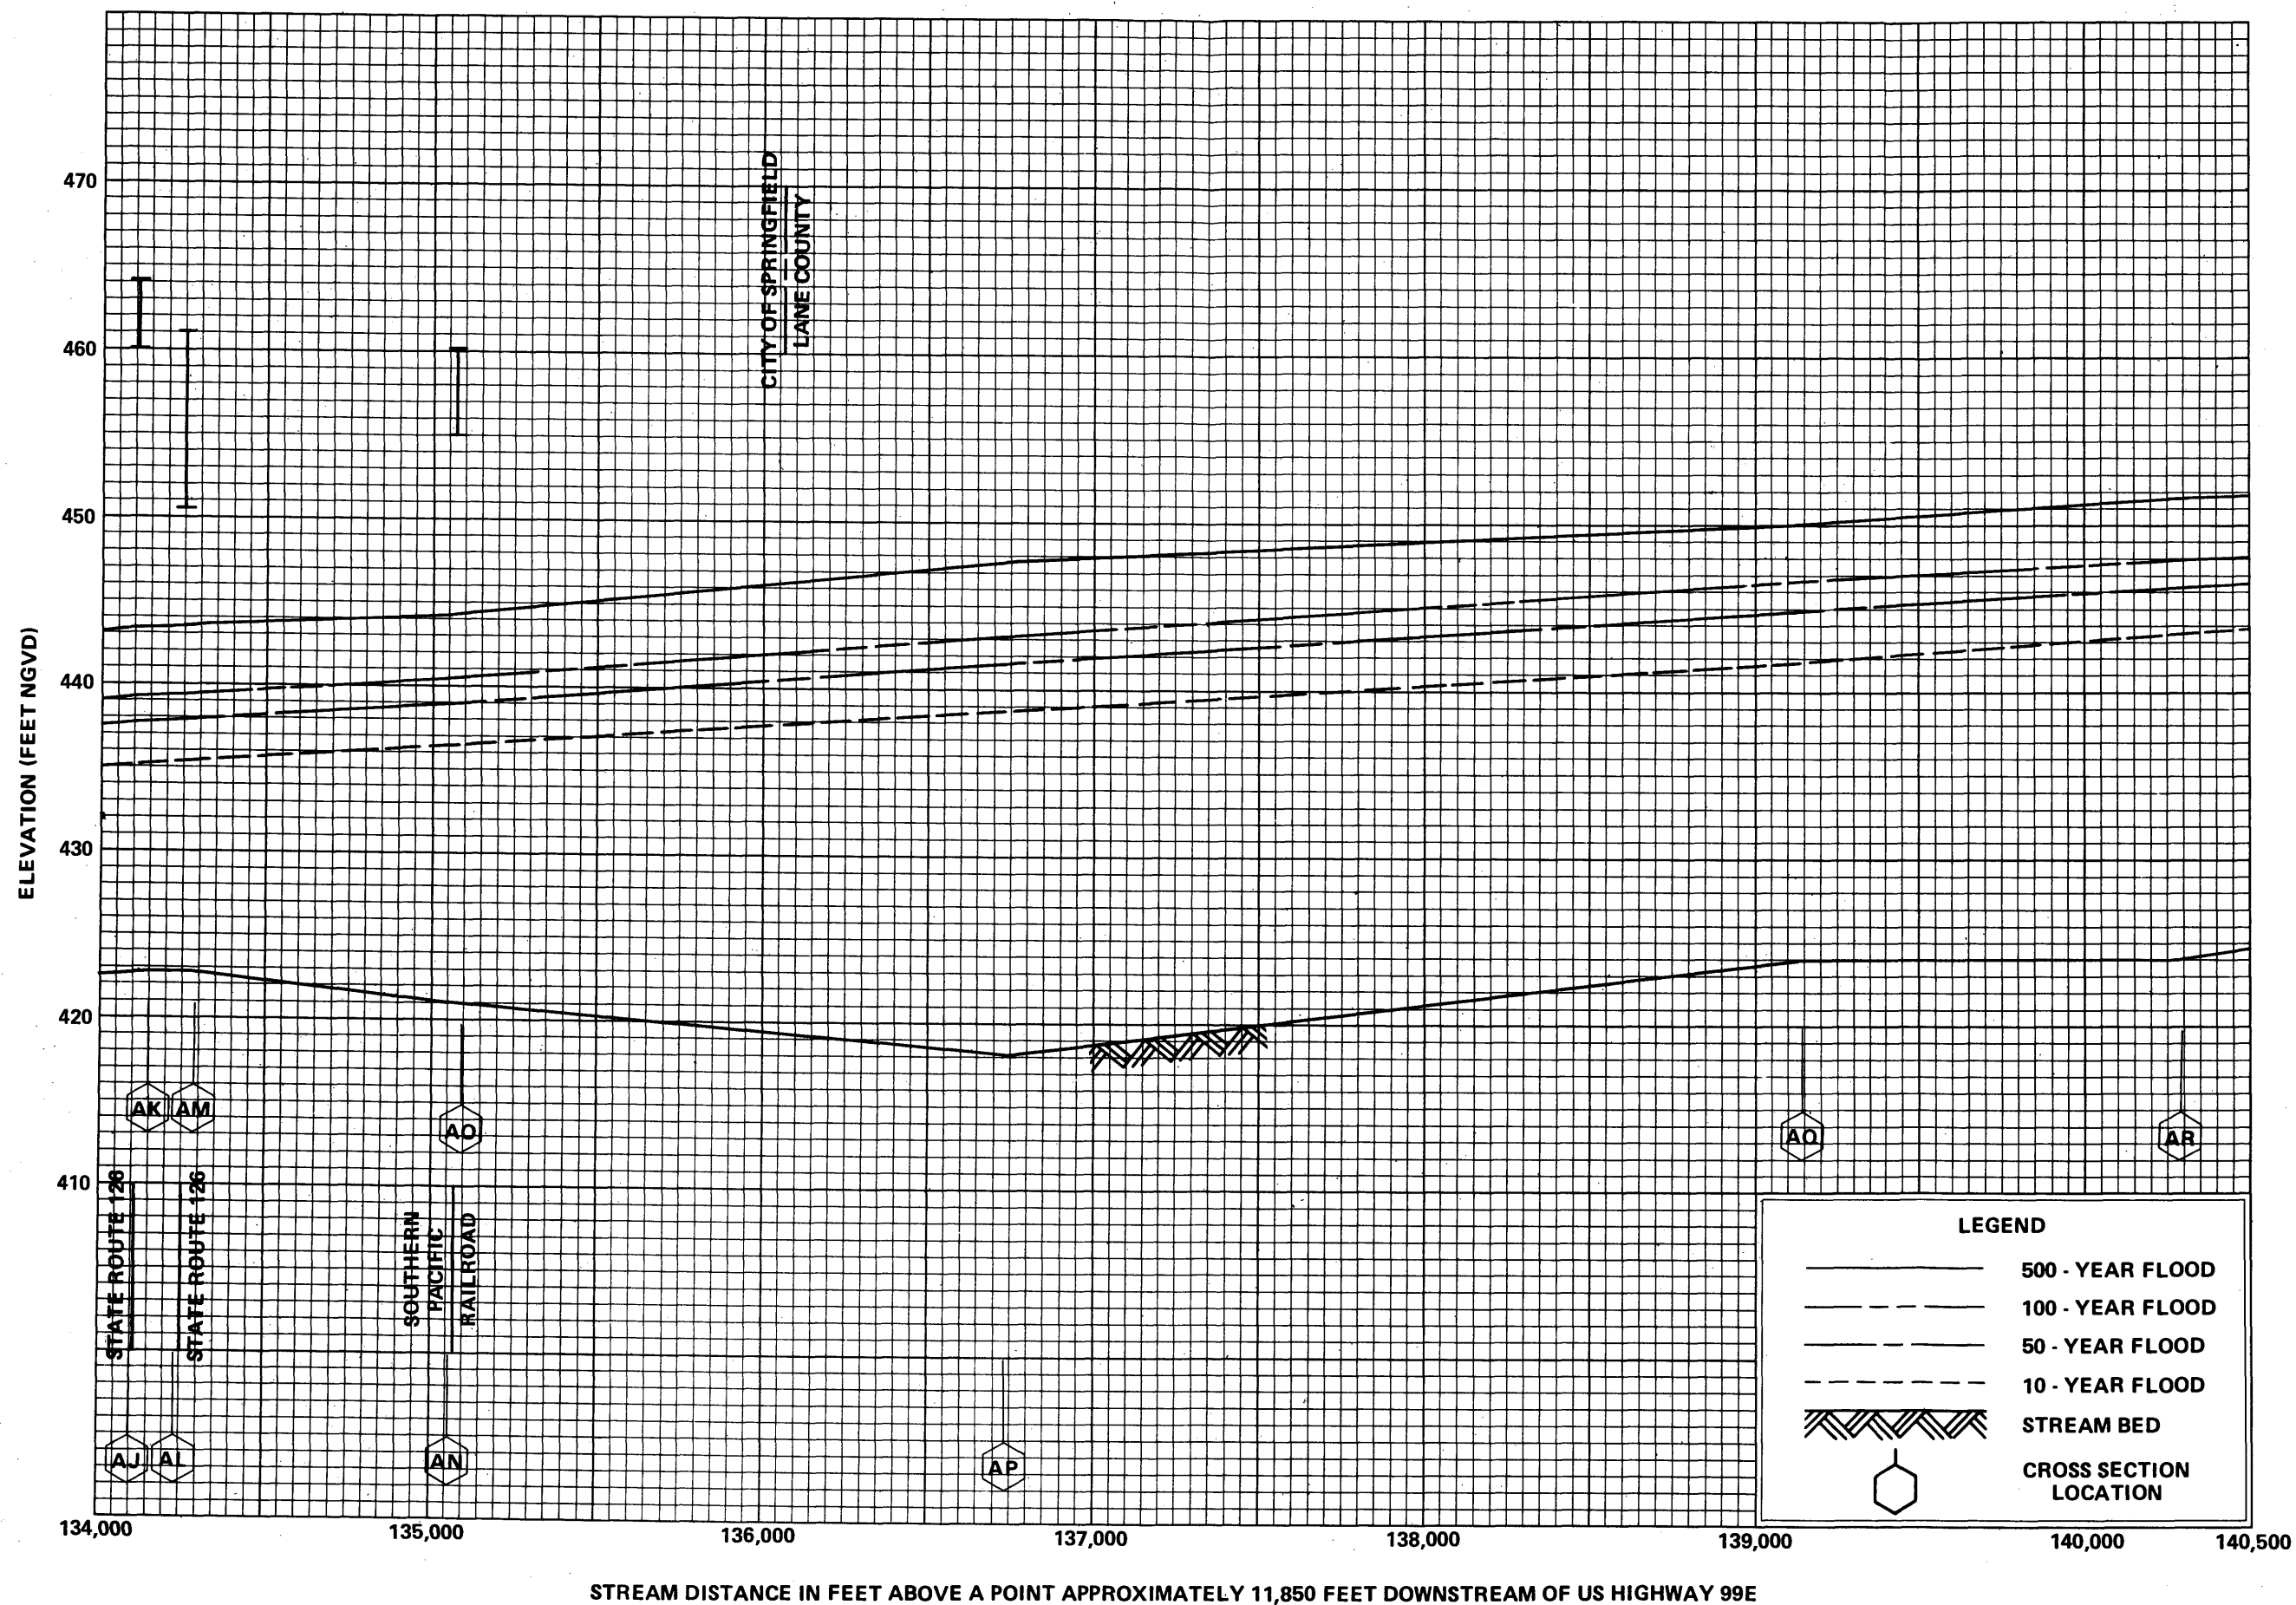 470
460
450
440
430
420
410
ELEVATION (FEET NGVD)
CITY OF SPRINGFIELD
LANE COUNTY
AK
AM
AO
AQ
AR
STATE ROUTE 126
STATE ROUTE 126
SOUTHERN
PACIFIC
RAILROAD
AJ
AL
AN
AP
LEGEND
500 - YEAR FLOOD
100 - YEAR FLOOD
50 - YEAR FLOOD
10 - YEAR FLOOD
STREAM BED
CROSS SECTION
LOCATION
134,000
135,000
136,000
137,000
138,000
139,000
140,000
140,500
STREAM DISTANCE IN FEET ABOVE A POINT APPROXIMATELY 11,850 FEET DOWNSTREAM OF US HIGHWAY 99E